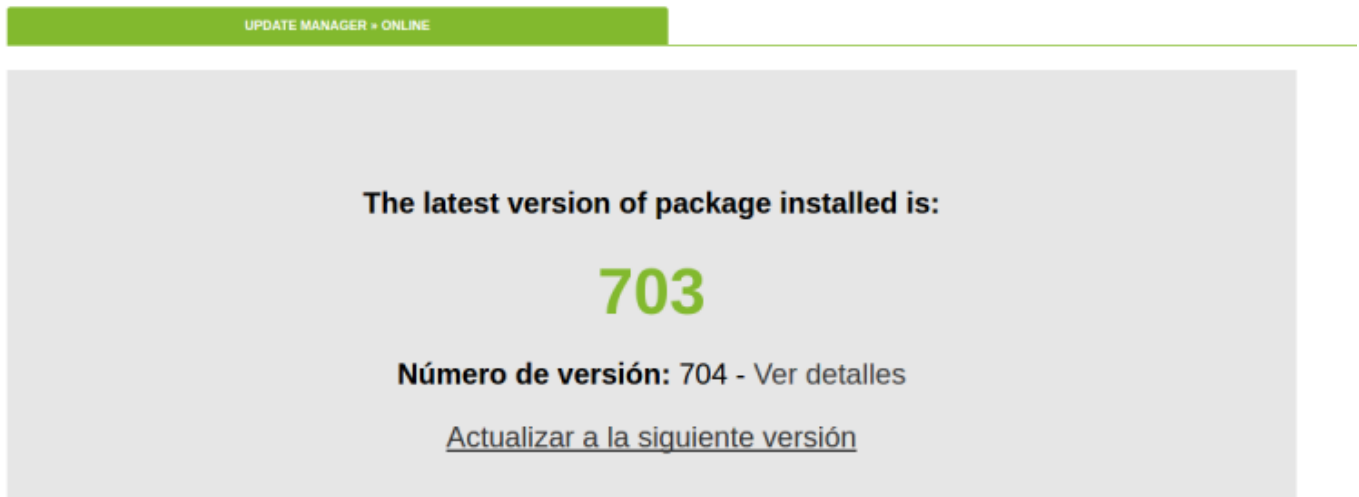 UPDATE MANAGER » ONLINE
The latest version of package installed is:
703
Número de versión: 704 - Ver detalles
Actualizar a la siguiente versión